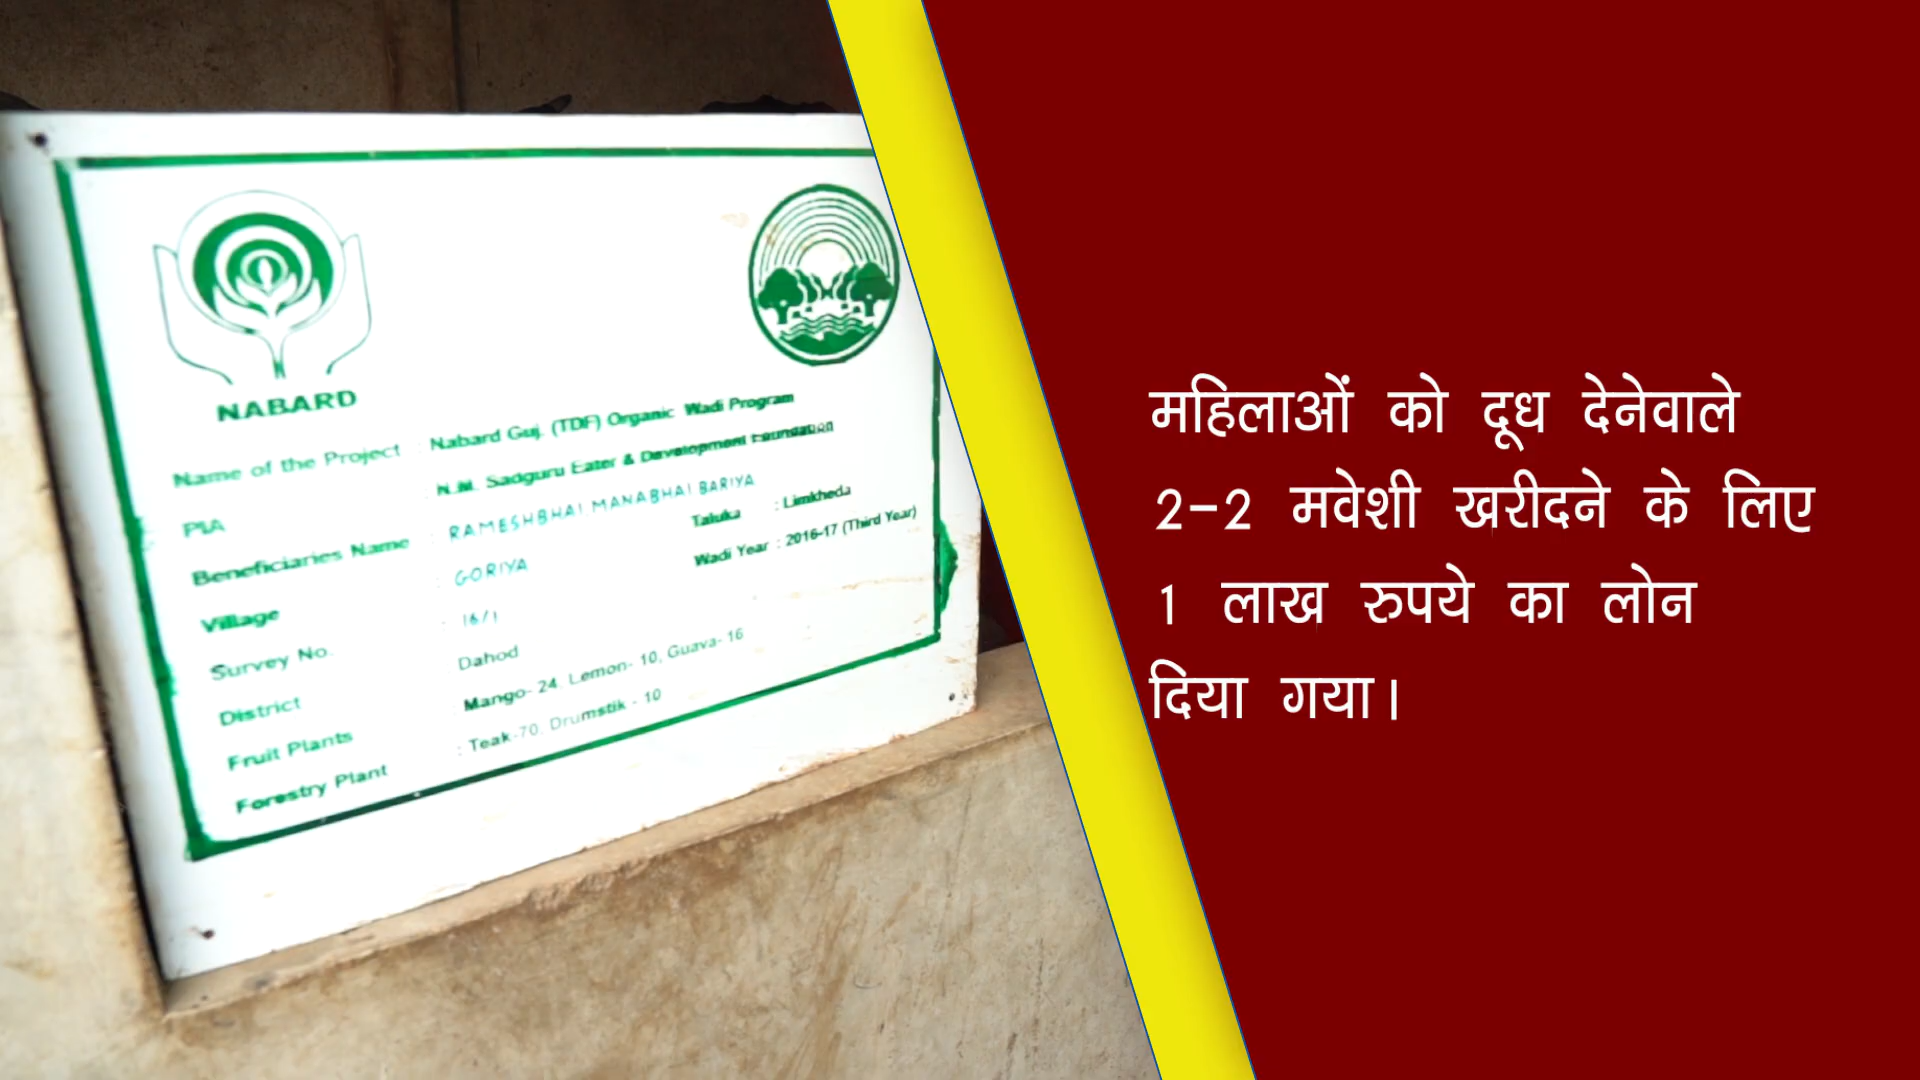 NABARD
Name of the Project : Nabard Guj. (TDF) Organic Wadi Program
PIA : N.M. Sadguru Eater & Development Foundation
Beneficiaries Name : RAMESHBHAI MANABHAI BARIYA
Village : GORIYA Taluka : Limkheda
Survey No. : 16/1 Wadi Year : 2016-17 (Third Year)
District : Dahod
Fruit Plants : Mango- 24, Lemon- 10, Guava- 16
Forestry Plant : Teak-70, Drumstik - 10
महिलाओं को दूध देनेवाले
2-2 मवेशी खरीदने के लिए
1 लाख रुपये का लोन
दिया गया।